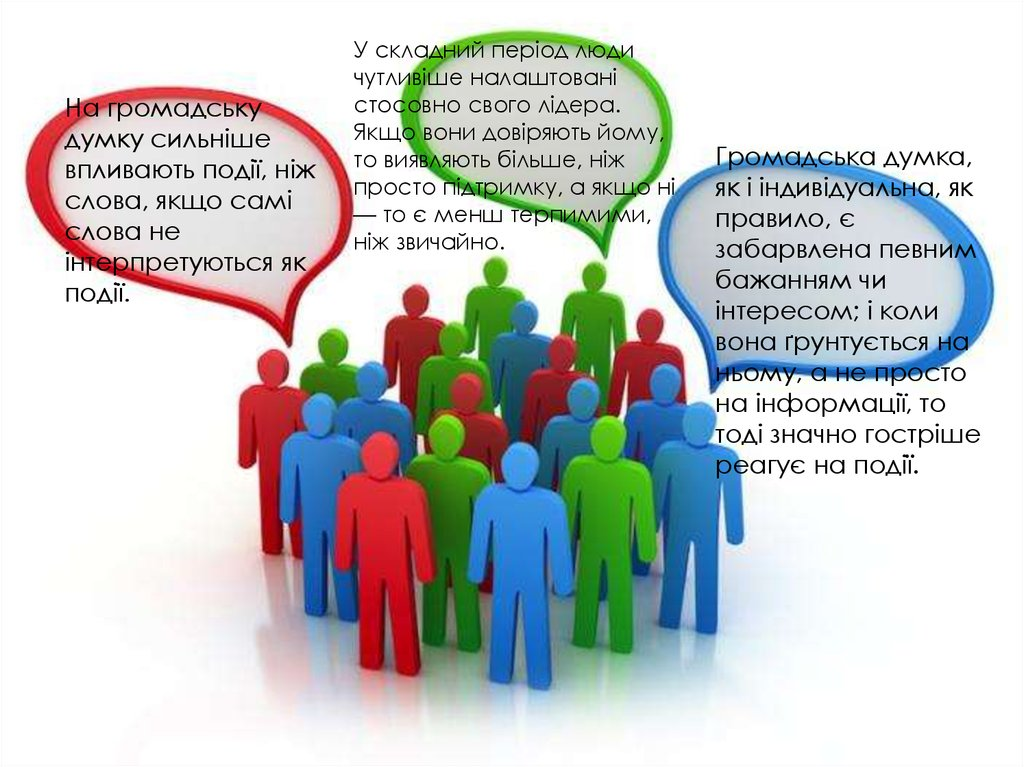 На громадську
думку сильніше
впливають події, ніж
слова, якщо самі
слова не
інтерпретуються як
події.
У складний період люди
чутливіше налаштовані
стосовно свого лідера.
Якщо вони довіряють йому,
то виявляють більше, ніж
просто підтримку, а якщо ні
— то є менш терпимими,
ніж звичайно.
Громадська думка,
як і індивідуальна, як
правило, є
забарвлена певним
бажанням чи
інтересом; і коли
вона ґрунтується на
ньому, а не просто
на інформації, то
тоді значно гостріше
реагує на події.